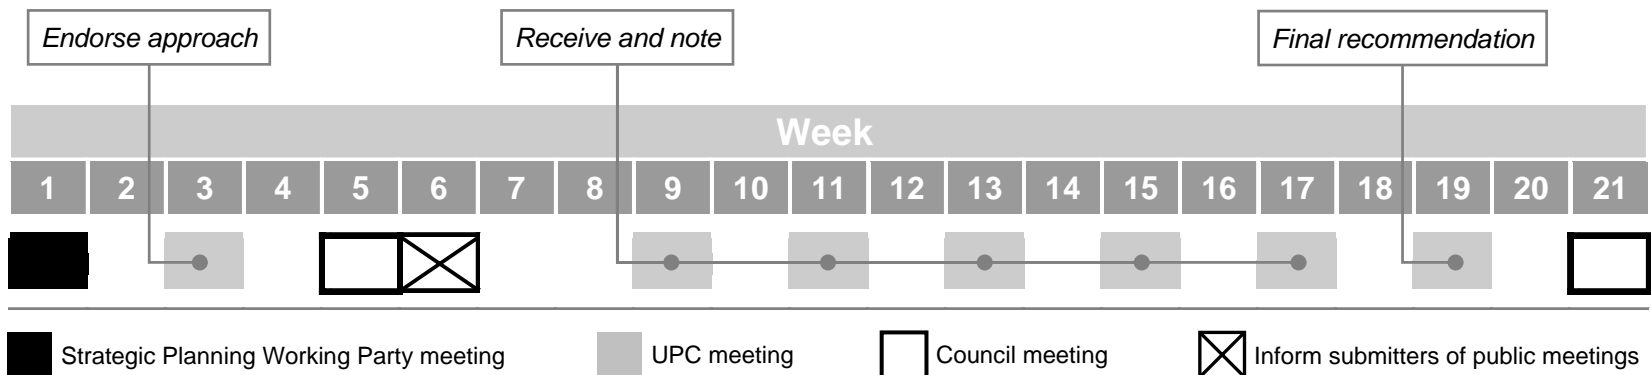 Endorse approach Receive and note Final recommendation
Week
1 2 3 4 5 6 7 8 9 10 11 12 13 14 15 16 17 18 19 20 21
Strategic Planning Working Party meeting UPC meeting Council meeting Inform submitters of public meetings